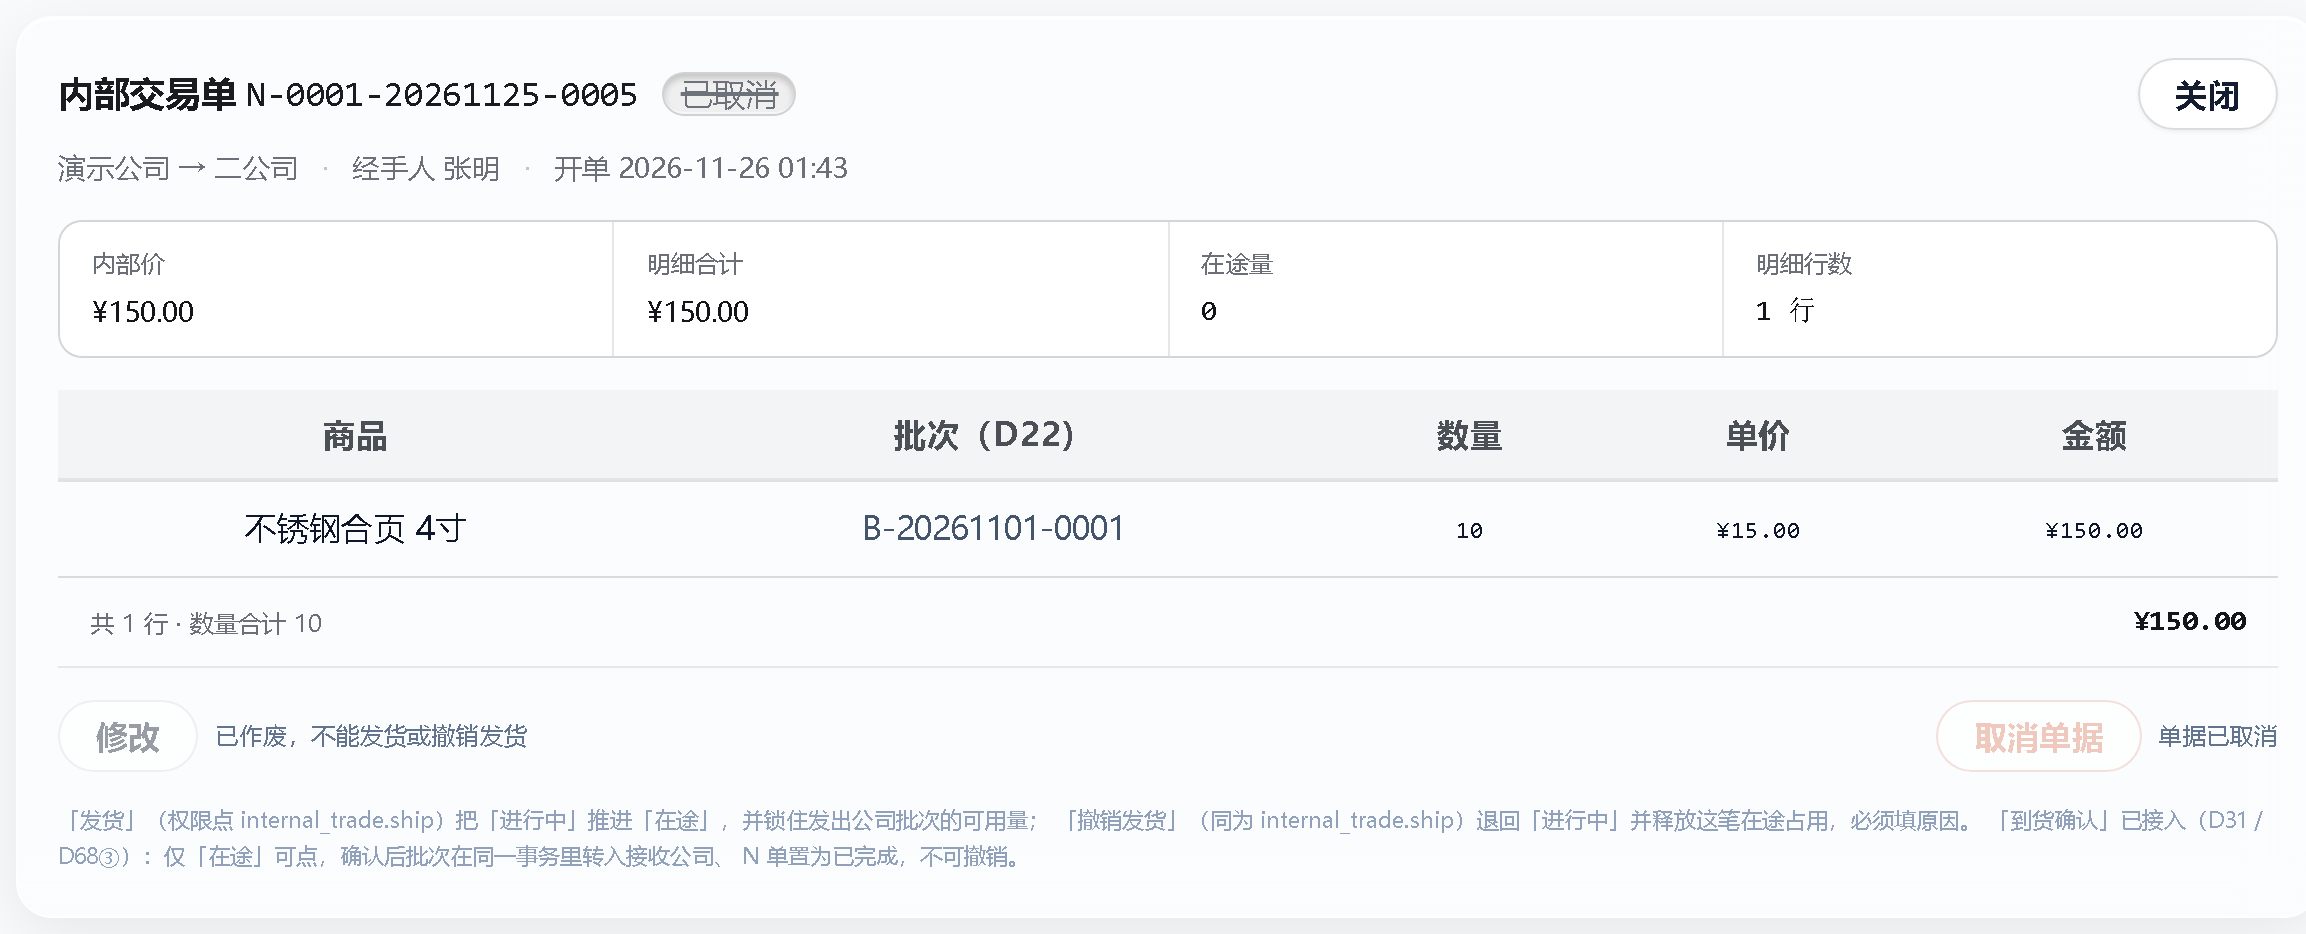 内部交易单 N-0001-20261125-0005 已取消 关闭
演示公司 → 二公司 · 经手人 张明 · 开单 2026-11-26 01:43
内部价 明细合计 在途量 明细行数
¥150.00 ¥150.00 0 1 行
商品 批次（D22） 数量 单价 金额
不锈钢合页 4寸 B-20261101-0001 10 ¥15.00 ¥150.00
共 1 行 · 数量合计 10 ¥150.00
修改 已作废，不能发货或撤销发货 取消单据 单据已取消
「发货」（权限点 internal_trade.ship）把「进行中」推进「在途」，并锁住发出公司批次的可用量； 「撤销发货」（同为 internal_trade.ship）退回「进行中」并释放这笔在途占用，必须填原因。 「到货确认」已接入（D31 /
D68③）：仅「在途」可点，确认后批次在同一事务里转入接收公司、 N 单置为已完成，不可撤销。